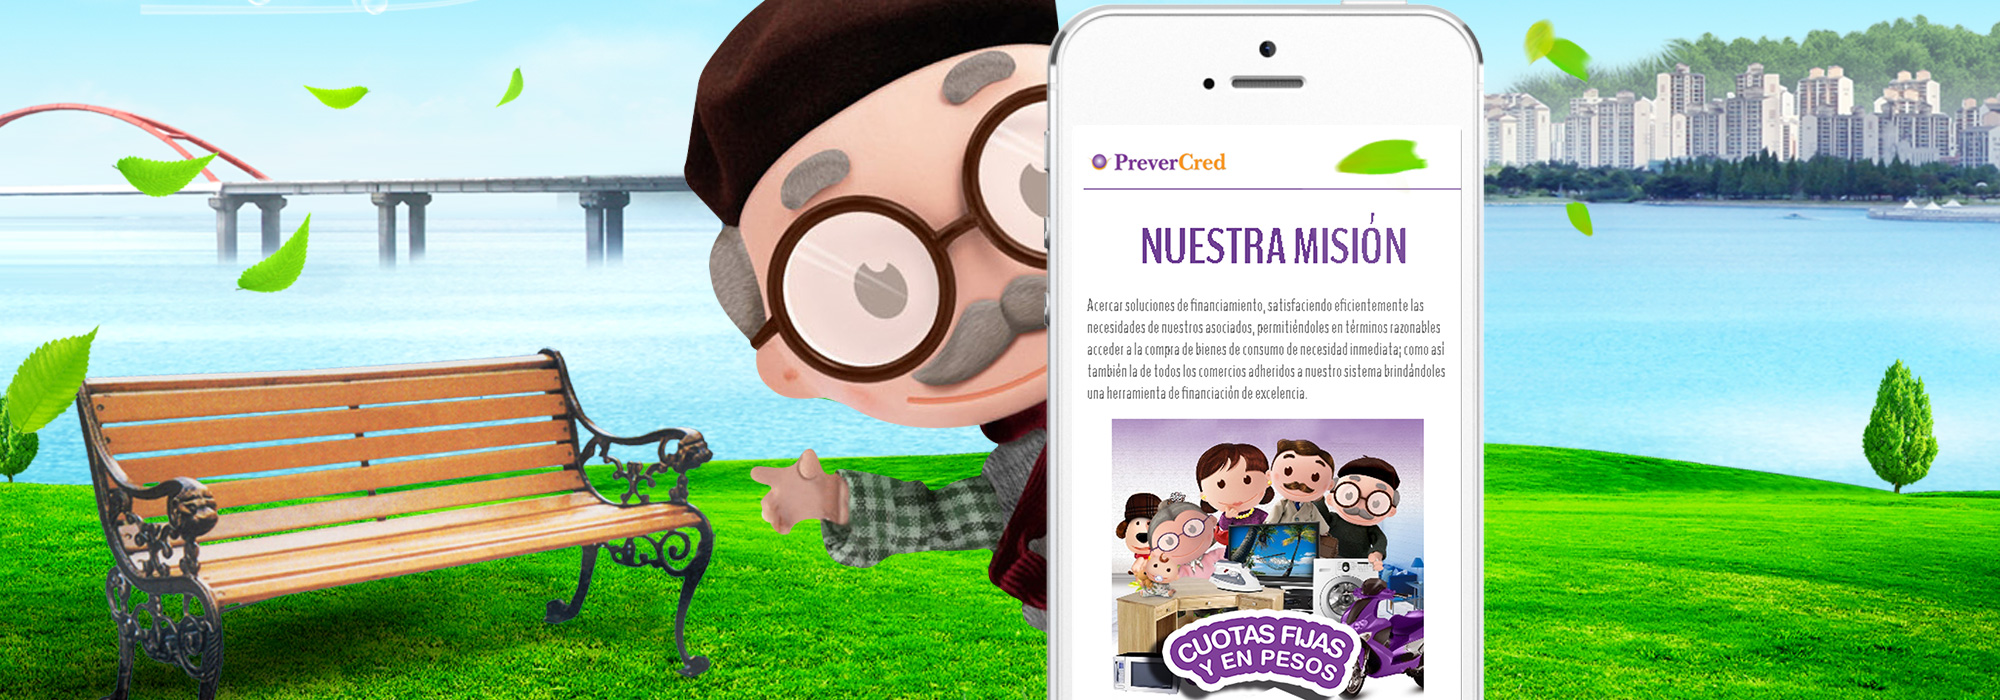 PreverCred
NUESTRA MISIÓN
Acercar soluciones de financiamiento, satisfaciendo eficientemente las
necesidades de nuestros asociados, permitiéndoles en términos razonables
acceder a la compra de bienes de consumo de necesidad inmediata; como así
también la de todos los comercios adheridos a nuestro sistema brindándoles
una herramienta de financiación de excelencia.
CUOTAS FIJAS
Y EN PESOS